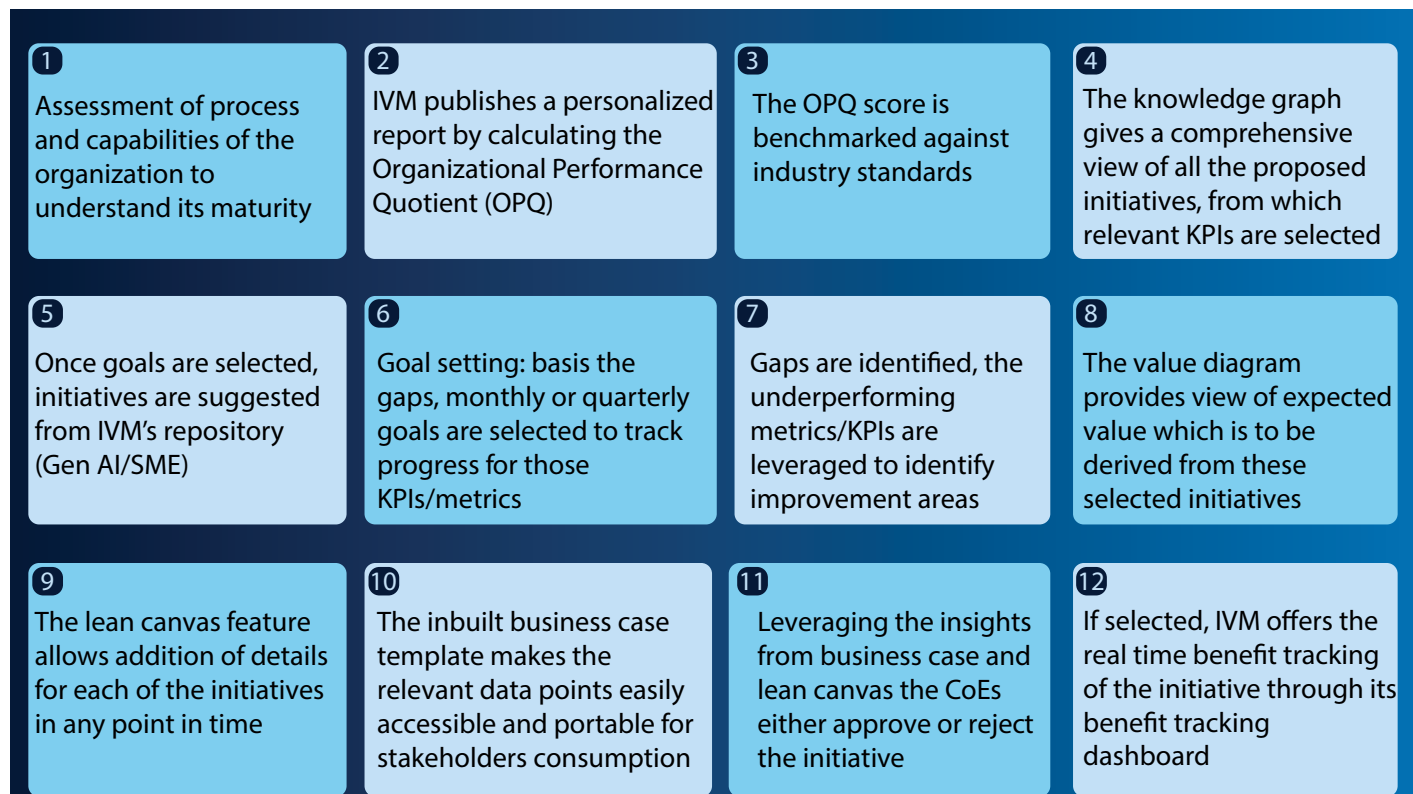 1
Assessment of process
and capabilities of the
organization to
understand its maturity
2
IVM publishes a personalized
report by calculating the
Organizational Performance
Quotient (OPQ)
3
The OPQ score is
benchmarked against
industry standards
4
The knowledge graph
gives a comprehensive
view of all the proposed
initiatives, from which
relevant KPIs are selected
5
Once goals are selected,
initiatives are suggested
from IVM's repository
(Gen AI/SME)
6
Goal setting: basis the
gaps, monthly or quarterly
goals are selected to track
progress for those
KPIs/metrics
7
Gaps are identified, the
underperforming
metrics/KPIs are
leveraged to identify
improvement areas
8
The value diagram
provides view of expected
value which is to be
derived from these
selected initiatives
9
The lean canvas feature
allows addition of details
for each of the initiatives
in any point in time
10
The inbuilt business case
template makes the
relevant data points easily
accessible and portable for
stakeholders consumption
11
Leveraging the insights
from business case and
lean canvas the CoEs
either approve or reject
the initiative
12
If selected, IVM offers the
real time benefit tracking
of the initiative through its
benefit tracking
dashboard